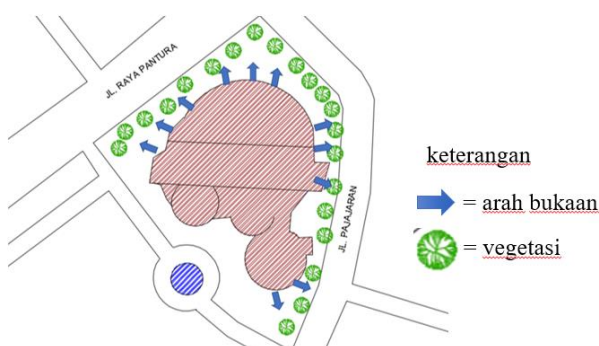 JL. RAYA PANTURA
JL. PAJAJARAN
keterangan
= arah bukaan
= vegetasi